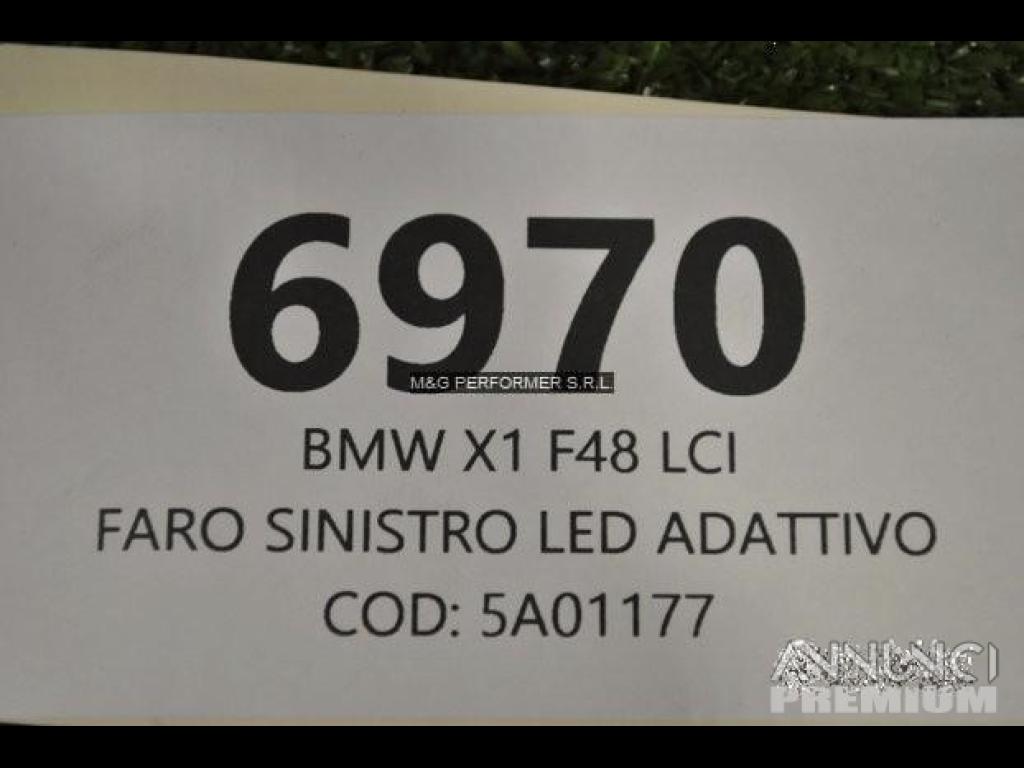 6970
M&G PERFORMER S.R.L.
BMW X1 F48 LCI
FARO SINISTRO LED ADATTIVO
COD: 5A01177
ANNUNCI
PREMIUM